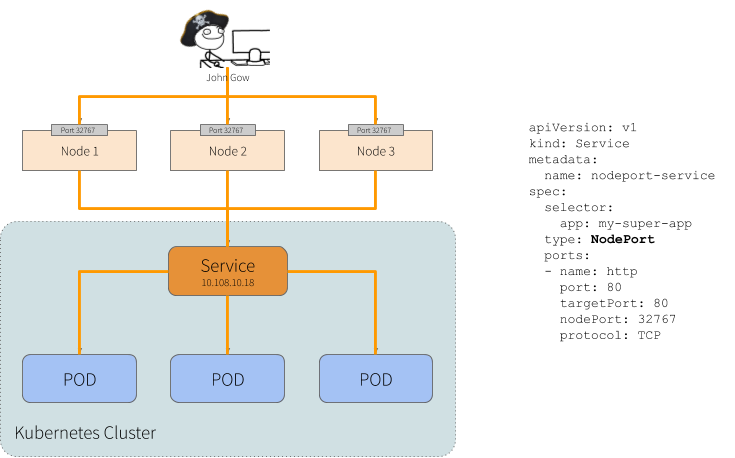 John Gow
Port 32767
Port 32767
Port 32767
Node 1
Node 2
Node 3
Service
10.108.10.18
POD
POD
POD
Kubernetes Cluster
apiVersion: v1
kind: Service
metadata:
  name: nodeport-service
spec:
  selector:
    app: my-super-app
  type: NodePort
  ports:
  - name: http
    port: 80
    targetPort: 80
    nodePort: 32767
    protocol: TCP